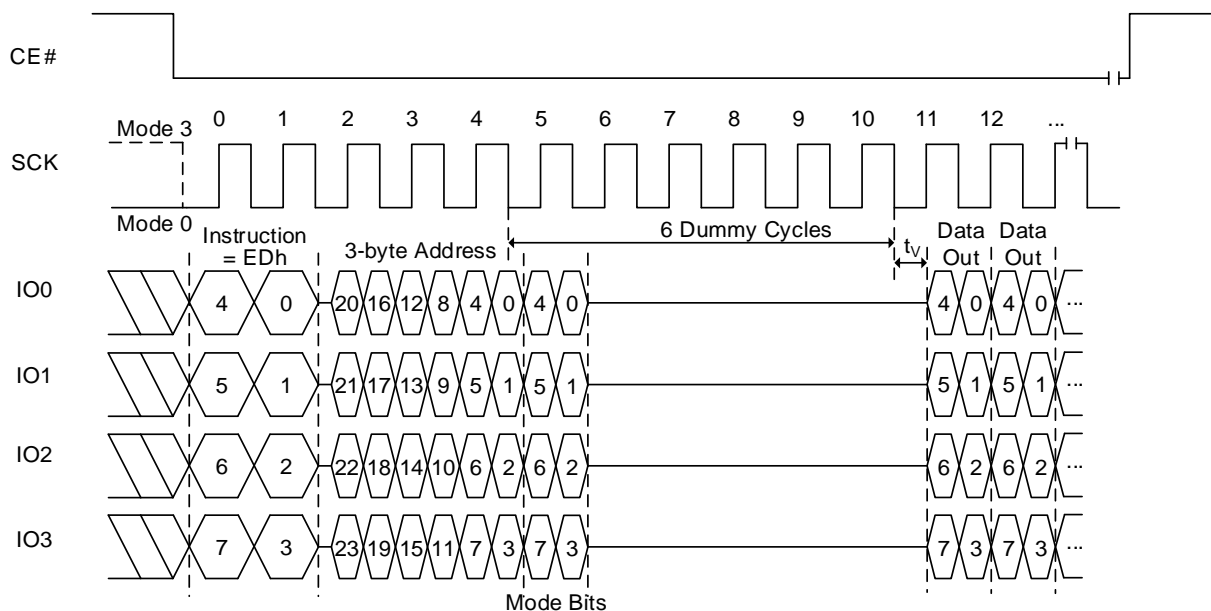 CE#
Mode 3
0 1 2 3 4 5 6 7 8 9 10 11 12 ...
SCK
Mode 0
Instruction = EDh
3-byte Address
6 Dummy Cycles
tV
Data Out
Data Out
IO0
4 0 20 16 12 8 4 0 4 0 4 0 4 0 ...
IO1
5 1 21 17 13 9 5 1 5 1 5 1 5 1 ...
IO2
6 2 22 18 14 10 6 2 6 2 6 2 6 2 ...
IO3
7 3 23 19 15 11 7 3 7 3 7 3 7 3 ...
Mode Bits